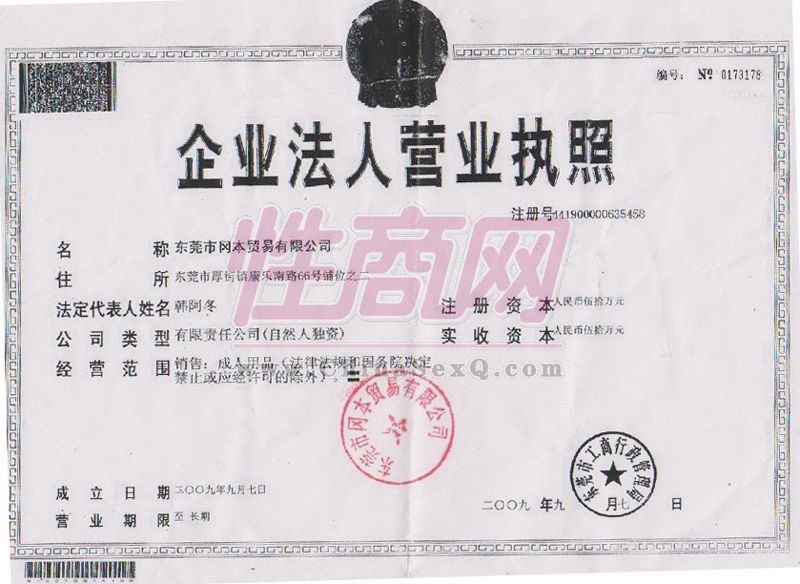 编号： № 0173178
企业法人营业执照
注册号441900000635458
名 称 东莞市冈本贸易有限公司
住 所 东莞市厚街镇康乐南路66号铺位之二
法定代表人姓名 韩阿冬
注册资本 人民币伍拾万元
公司类型 有限责任公司(自然人独资)
实收资本 人民币伍拾万元
经营范围 销售：成人用品（法律法规和国务院决定
禁止或应经许可的除外）。
性商网
ChinaSexQ.com
东莞市冈本贸易有限公司
东莞市工商行政管理局
成立日期 二〇〇九年九月七日
营业期限 至 长期
二〇〇九 年 九 月 七 日